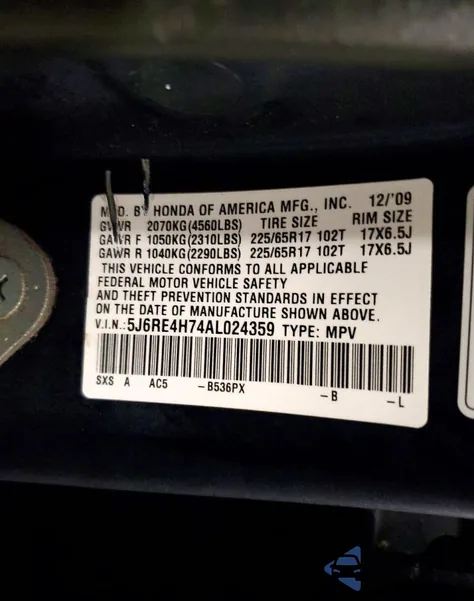 MFD. BY HONDA OF AMERICA MFG., INC. 12/'09
GVWR 2070KG(4560LBS) TIRE SIZE RIM SIZE
GAWR F 1050KG(2310LBS) 225/65R17 102T 17X6.5J
GAWR R 1040KG(2290LBS) 225/65R17 102T 17X6.5J
THIS VEHICLE CONFORMS TO ALL APPLICABLE
FEDERAL MOTOR VEHICLE SAFETY
AND THEFT PREVENTION STANDARDS IN EFFECT
ON THE DATE OF MANUFACTURE SHOWN ABOVE.
V.I.N.: 5J6RE4H74AL024359 TYPE: MPV
SXS A AC5 -B536PX -B -L